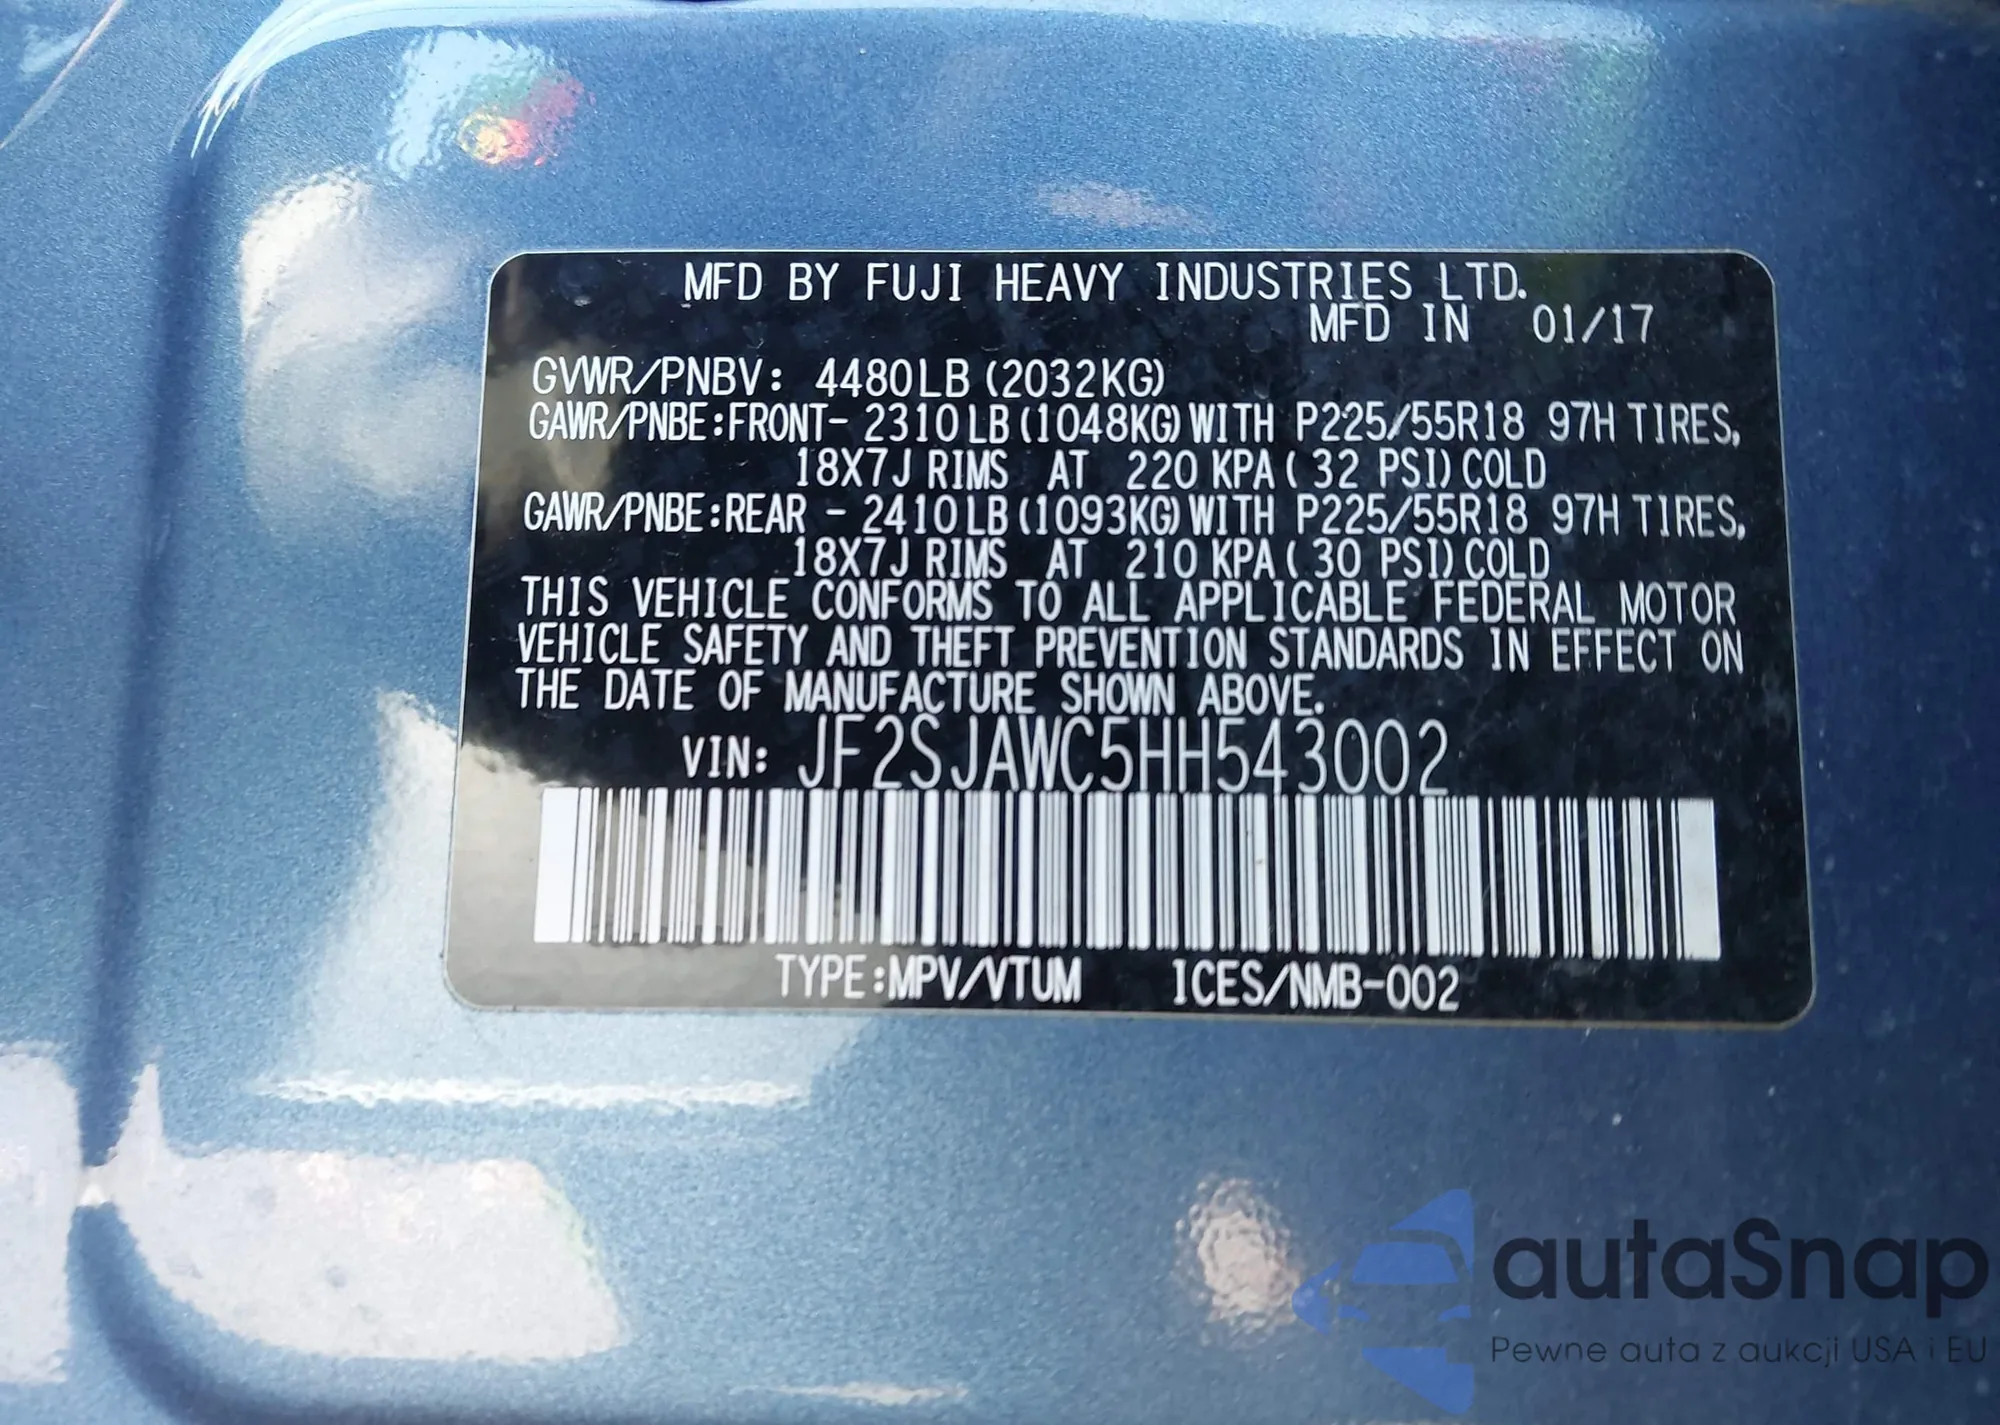 MFD BY FUJI HEAVY INDUSTRIES LTD.
MFD IN 01/17
GVWR/PNBV: 4480LB (2032KG)
GAWR/PNBE:FRONT- 2310LB (1048KG) WITH P225/55R18 97H TIRES,
18X7J RIMS AT 220 KPA ( 32 PSI) COLD
GAWR/PNBE:REAR - 2410LB (1093KG) WITH P225/55R18 97H TIRES,
18X7J RIMS AT 210 KPA ( 30 PSI) COLD
THIS VEHICLE CONFORMS TO ALL APPLICABLE FEDERAL MOTOR
VEHICLE SAFETY AND THEFT PREVENTION STANDARDS IN EFFECT ON
THE DATE OF MANUFACTURE SHOWN ABOVE.
VIN: JF2SJAWC5HH543002
TYPE:MPV/VTUM ICES/NMB-002
autaSnap
Pewne auta z aukcji USA i EU